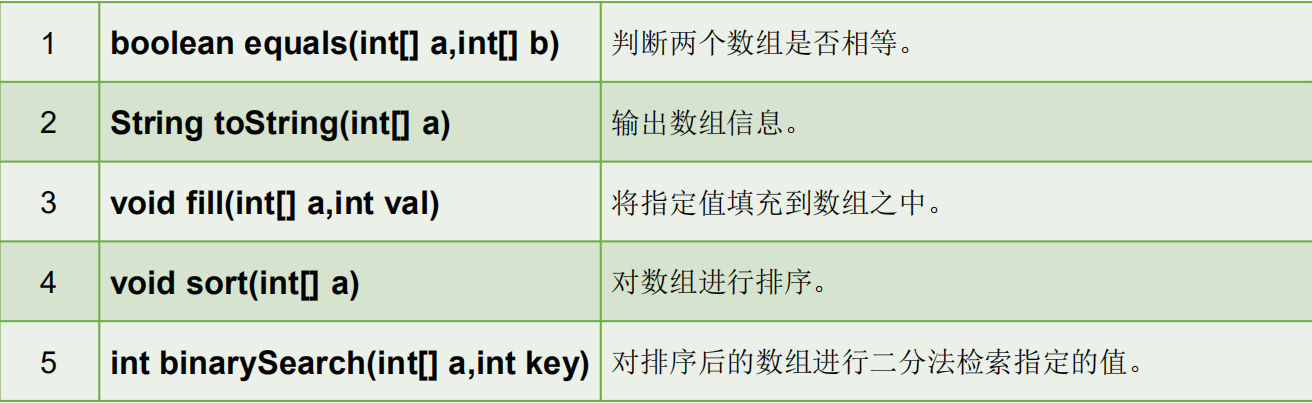 1 boolean equals(int[] a,int[] b) 判断两个数组是否相等。
2 String toString(int[] a) 输出数组信息。
3 void fill(int[] a,int val) 将指定值填充到数组之中。
4 void sort(int[] a) 对数组进行排序。
5 int binarySearch(int[] a,int key) 对排序后的数组进行二分法检索指定的值。